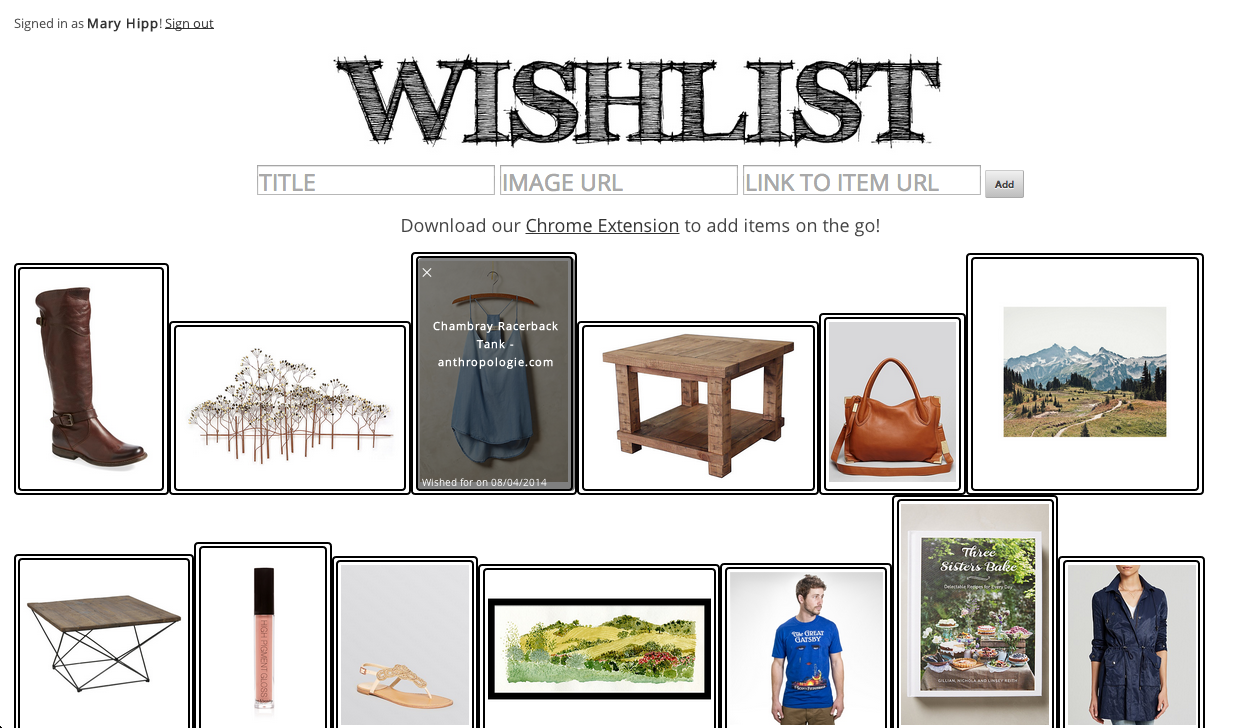 Signed in as Mary Hipp! Sign out
WISHLIST
TITLE
IMAGE URL
LINK TO ITEM URL
Add
Download our Chrome Extension to add items on the go!
Chambray Racerback
Tank -
anthropologie.com
Wished for on 08/04/2014
HIGH PIGMENT GLOSS
The GREAT
GATSBY
Three
Sisters Bake
Delectable Recipes for Every Day
GILLIAN, NICHOLA AND LINSEY REITH